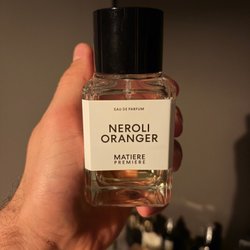 EAU DE PARFUM
NEROLI
ORANGER
MATIERE
PREMIERE